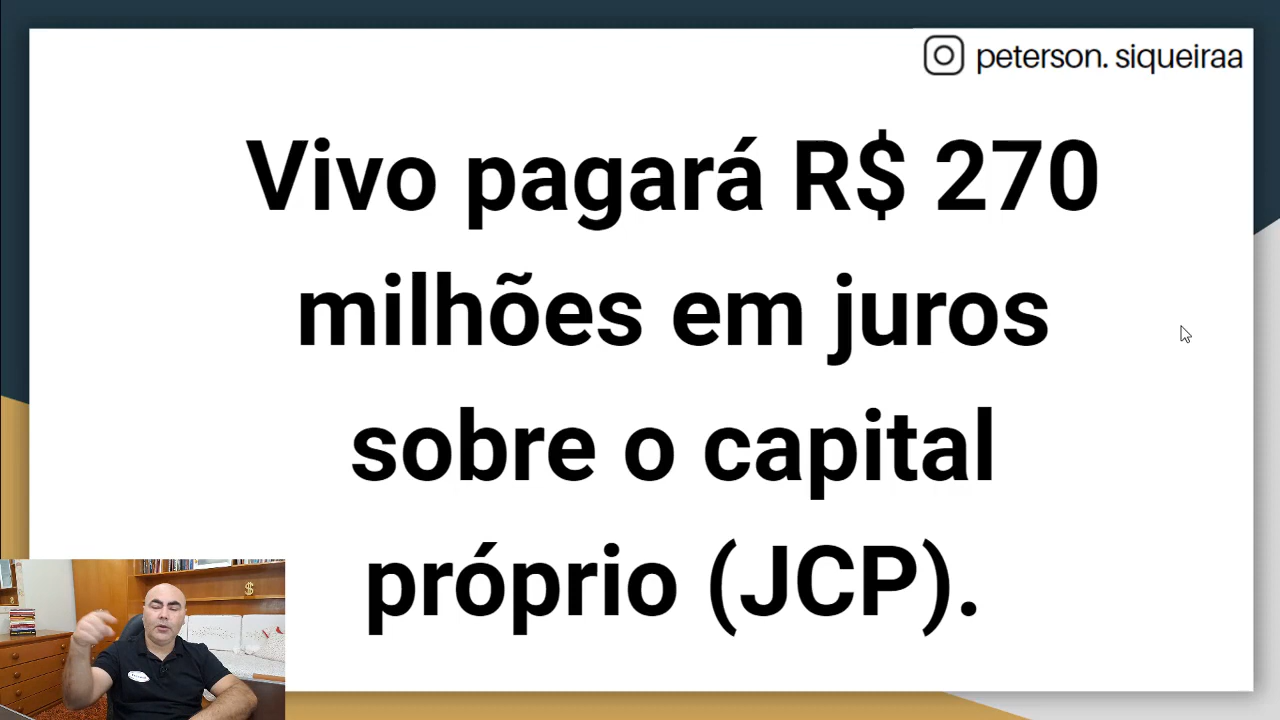 peterson. siqueiraa
Vivo pagará R$ 270
milhões em juros
sobre o capital
próprio (JCP).
$